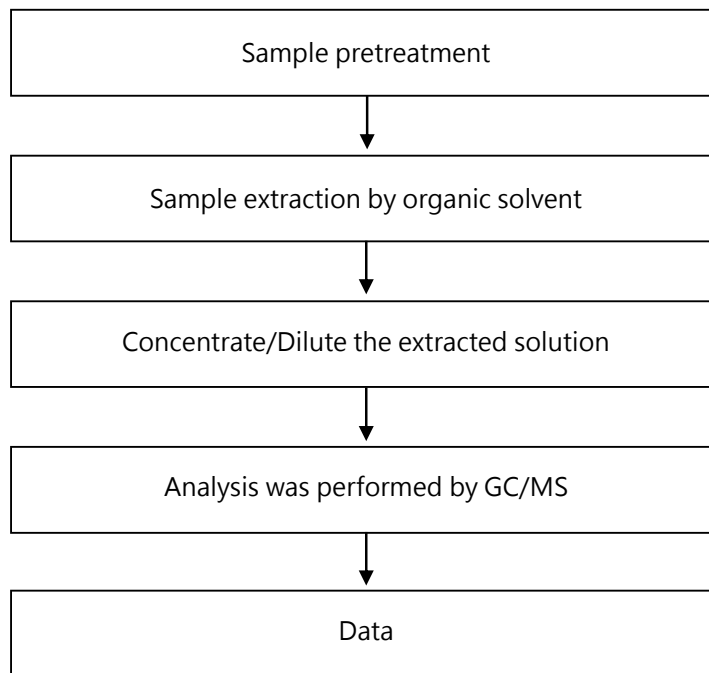 Sample pretreatment
Sample extraction by organic solvent
Concentrate/Dilute the extracted solution
Analysis was performed by GC/MS
Data